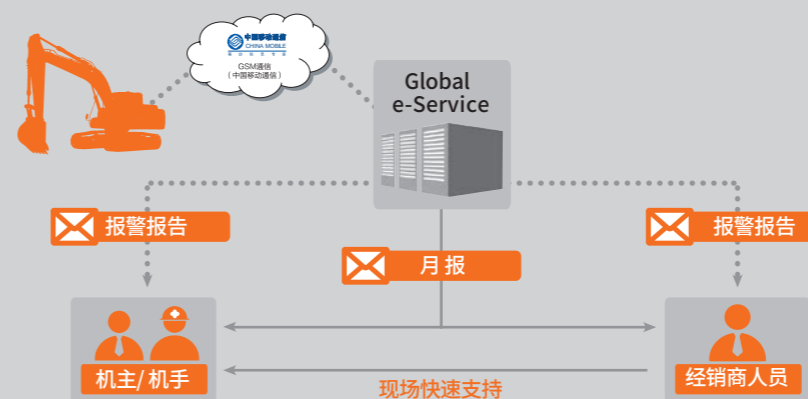 中国移动通信
CHINA MOBILE
GSM通信
（中国移动通信）
Global
e-Service
报警报告
报警报告
月 报
机主/ 机手
经销商人员
现场快速支持